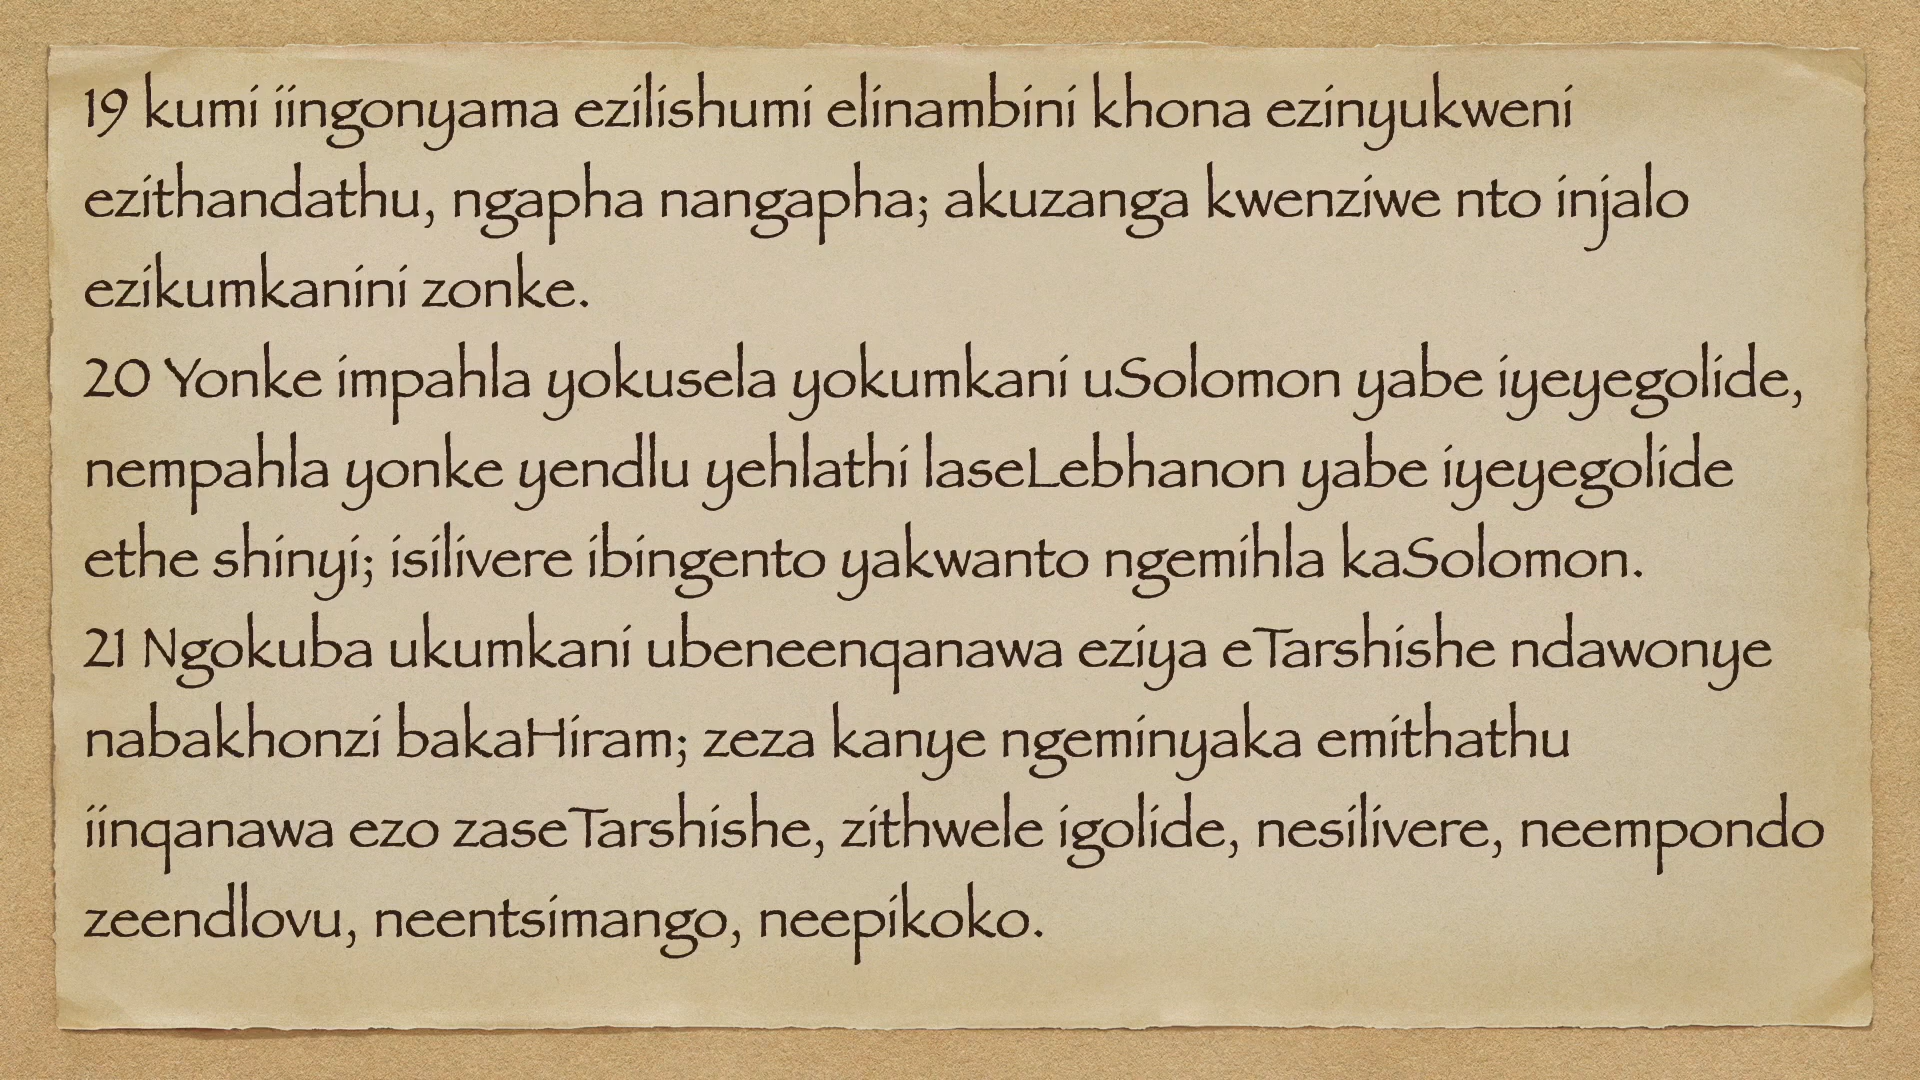 19 kumi iingonyama ezilishumi elinambini khona ezinyukweni
ezithandathu, ngapha nangapha; akuzanga kwenziwe nto injalo
ezikumkanini zonke.
20 Yonke impahla yokusela yokumkani uSolomon yabe iyeyegolide,
nempahla yonke yendlu yehlathi laseLebhanon yabe iyeyegolide
ethe shinyi; isilivere ibingento yakwanto ngemihla kaSolomon.
21 Ngokuba ukumkani ubeneenqanawa eziya eTarshishe ndawonye
nabakhonzi bakaHiram; zeza kanye ngeminyaka emithathu
iinqanawa ezo zaseTarshishe, zithwele igolide, nesilivere, neempondo
zeendlovu, neentsimango, neepikoko.